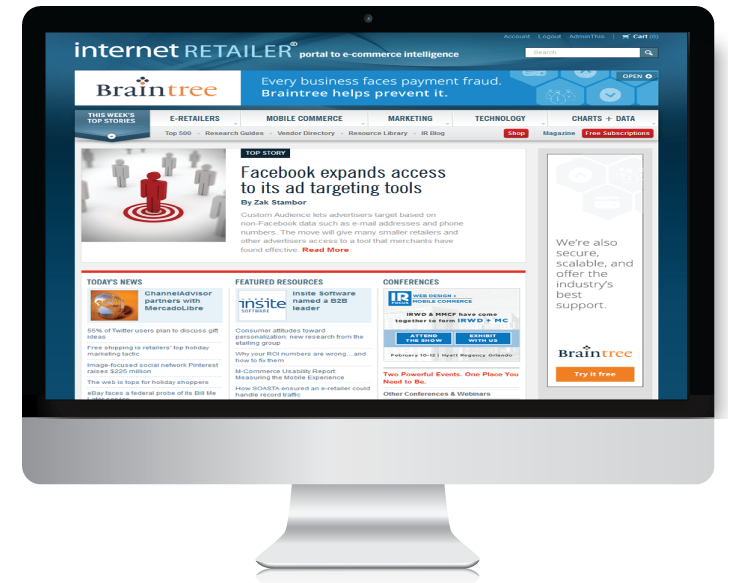 Account Logout AdminThis Cart (0)
internet RETAILER® portal to e-commerce intelligence
Search
Braintree
Every business faces payment fraud.
Braintree helps prevent it.
OPEN
THIS WEEK'S
TOP STORIES
E-RETAILERS MOBILE COMMERCE MARKETING TECHNOLOGY CHARTS + DATA
Top 500 Research Guides Vendor Directory Resource Library IR Blog Shop Magazine Free Subscriptions
TOP STORY
Facebook expands access
to its ad targeting tools
By Zak Stambor
Custom Audience lets advertisers target based on
non-Facebook data such as e-mail addresses and phone
numbers. The move will give many smaller retailers and
other advertisers access to a tool that merchants have
found effective. Read More
We're also
secure,
scalable, and
offer the
industry's
best
support.
Braintree
Try it free
TODAY'S NEWS
ChannelAdvisor
partners with
MercadoLibre
55% of Twitter users plan to discuss gift
ideas
Free shipping is retailers' top holiday
marketing tactic
Image-focused social network Pinterest
raises $225 million
The web is tops for holiday shoppers
eBay faces a federal probe of its Bill Me
Later service
FEATURED RESOURCES
insite
SOFTWARE
Insite Software
named a B2B
leader
Consumer attitudes toward
personalization: new research from the
etailing group
Why your ROI numbers are wrong...and
how to fix them
M-Commerce Usability Report:
Measuring the Mobile Experience
How SOASTA ensured an e-retailer could
handle record traffic
CONFERENCES
IR
FOCUS
WEB DESIGN +
MOBILE COMMERCE
IRWD & MMCF have come
together to form IRWD + MC
ATTEND
THE SHOW
EXHIBIT
WITH US
February 10-12 | Hyatt Regency Orlando
Two Powerful Events. One Place You
Need to Be.
Other Conferences & Webinars